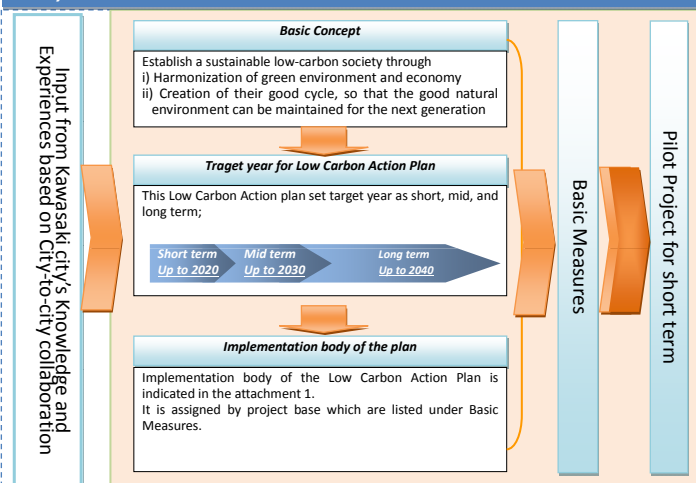 Input from Kawasaki city's Knowledge and
Experiences based on City-to-city collaboration
Basic Concept
Establish a sustainable low-carbon society through
i) Harmonization of green environment and economy
ii) Creation of their good cycle, so that the good natural
environment can be maintained for the next generation
Traget year for Low Carbon Action Plan
This Low Carbon Action plan set target year as short, mid, and
long term;
Short term
Up to 2020
Mid term
Up to 2030
Long term
Up to 2040
Implementation body of the plan
Implementation body of the Low Carbon Action Plan is
indicated in the attachment 1.
It is assigned by project base which are listed under Basic
Measures.
Basic Measures
Pilot Project for short term